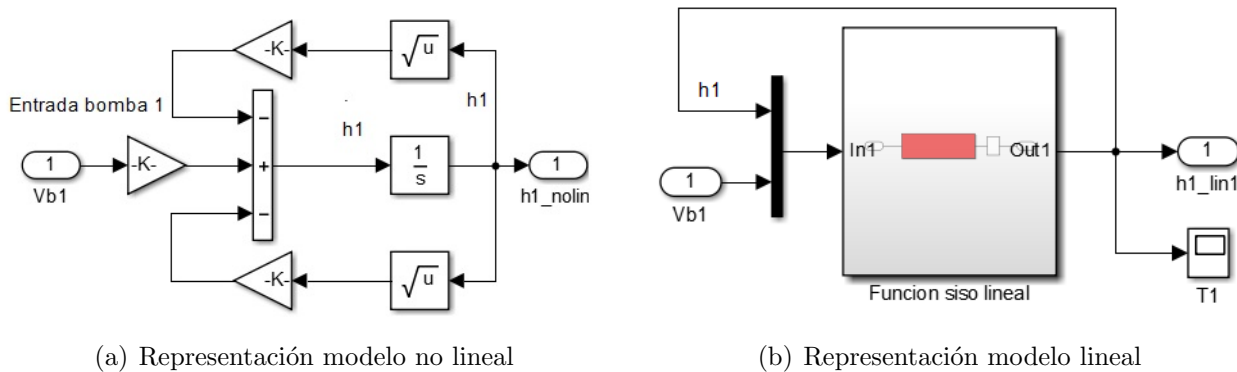 -K-
√u
h1
Entrada bomba 1
−
h1
1
Vb1
-K-
+
1
s
1
h1_nolin
−
-K-
√u
h1
1
Vb1
In1
Out1
1
h1_lin1
Funcion siso lineal
T1
(a) Representación modelo no lineal
(b) Representación modelo lineal